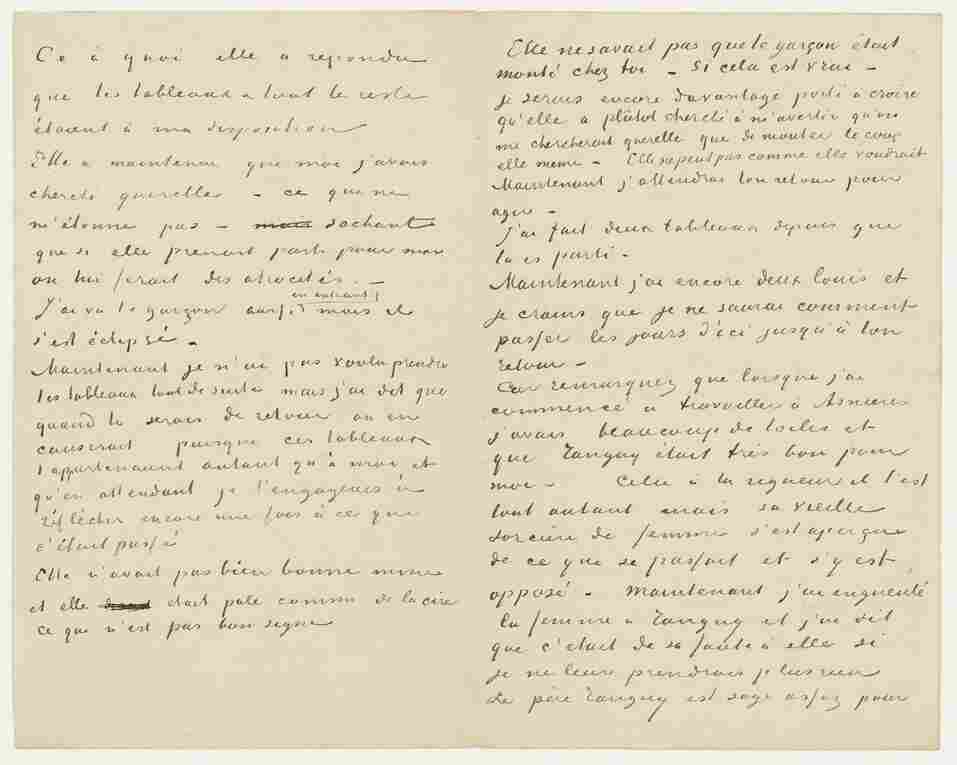 Ce à quoi elle a répondu
que les tableaux & tout le reste
étaient à ma disposition
Elle a maintenu que moi j'avais
cherché querelle – ce qui ne
m'étonne pas – mais sachant
que si elle prenait parti pour moi
on lui ferait des atrocités. –
en entrant
J'ai vu le garçon aussi mais il
s'est éclipsé –
Maintenant je n'ai pas voulu prendre
les tableaux tout de suite mais j'ai dit que
quand tu serais de retour on en
causerait puisque ces tableaux
t'appartenaient autant qu'à moi et
qu'en attendant je l'engageais à
réflechir encore une fois à ce que
s'était passé
Elle n'avait pas bien bonne mine
et elle était pâle comme de la cire
ce qui n'est pas bon signe
Elle ne savait pas que le garçon était
monté chez toi – Si cela est vrai –
je serais encore davantage porté à croire
qu'elle a plûtot cherché à m'avertir qu'on
me chercherait querelle que de monter le coup
elle meme – Elle ne peut pas comme elle voudrait
Maintenant j'attendrai ton retour pour
agir –
J'ai fait deux tableaux depuis que
tu es parti –
Maintenant j'ai encore deux louis et
je crains que je ne saurai comment
passer les jours d'ici jusqu'à ton
retour –
Car remarquez que lorsque j'ai
commencé à travailler à Asnieres
j'avais beaucoup de toiles et
que Tanguy était très bon pour
moi – Celui à la rigueur il l'est
tout autant mais sa vieille
sorcière de femme s'est aperçue
de ce que se passait et s'y est
opposé – Maintenant j'ai enguelé
la femme à Tanguy et j'ai dit
que c'etait de sa faute à elle si
je ne leur prendrais plus rien
Le père Tanguy est sage assez pour